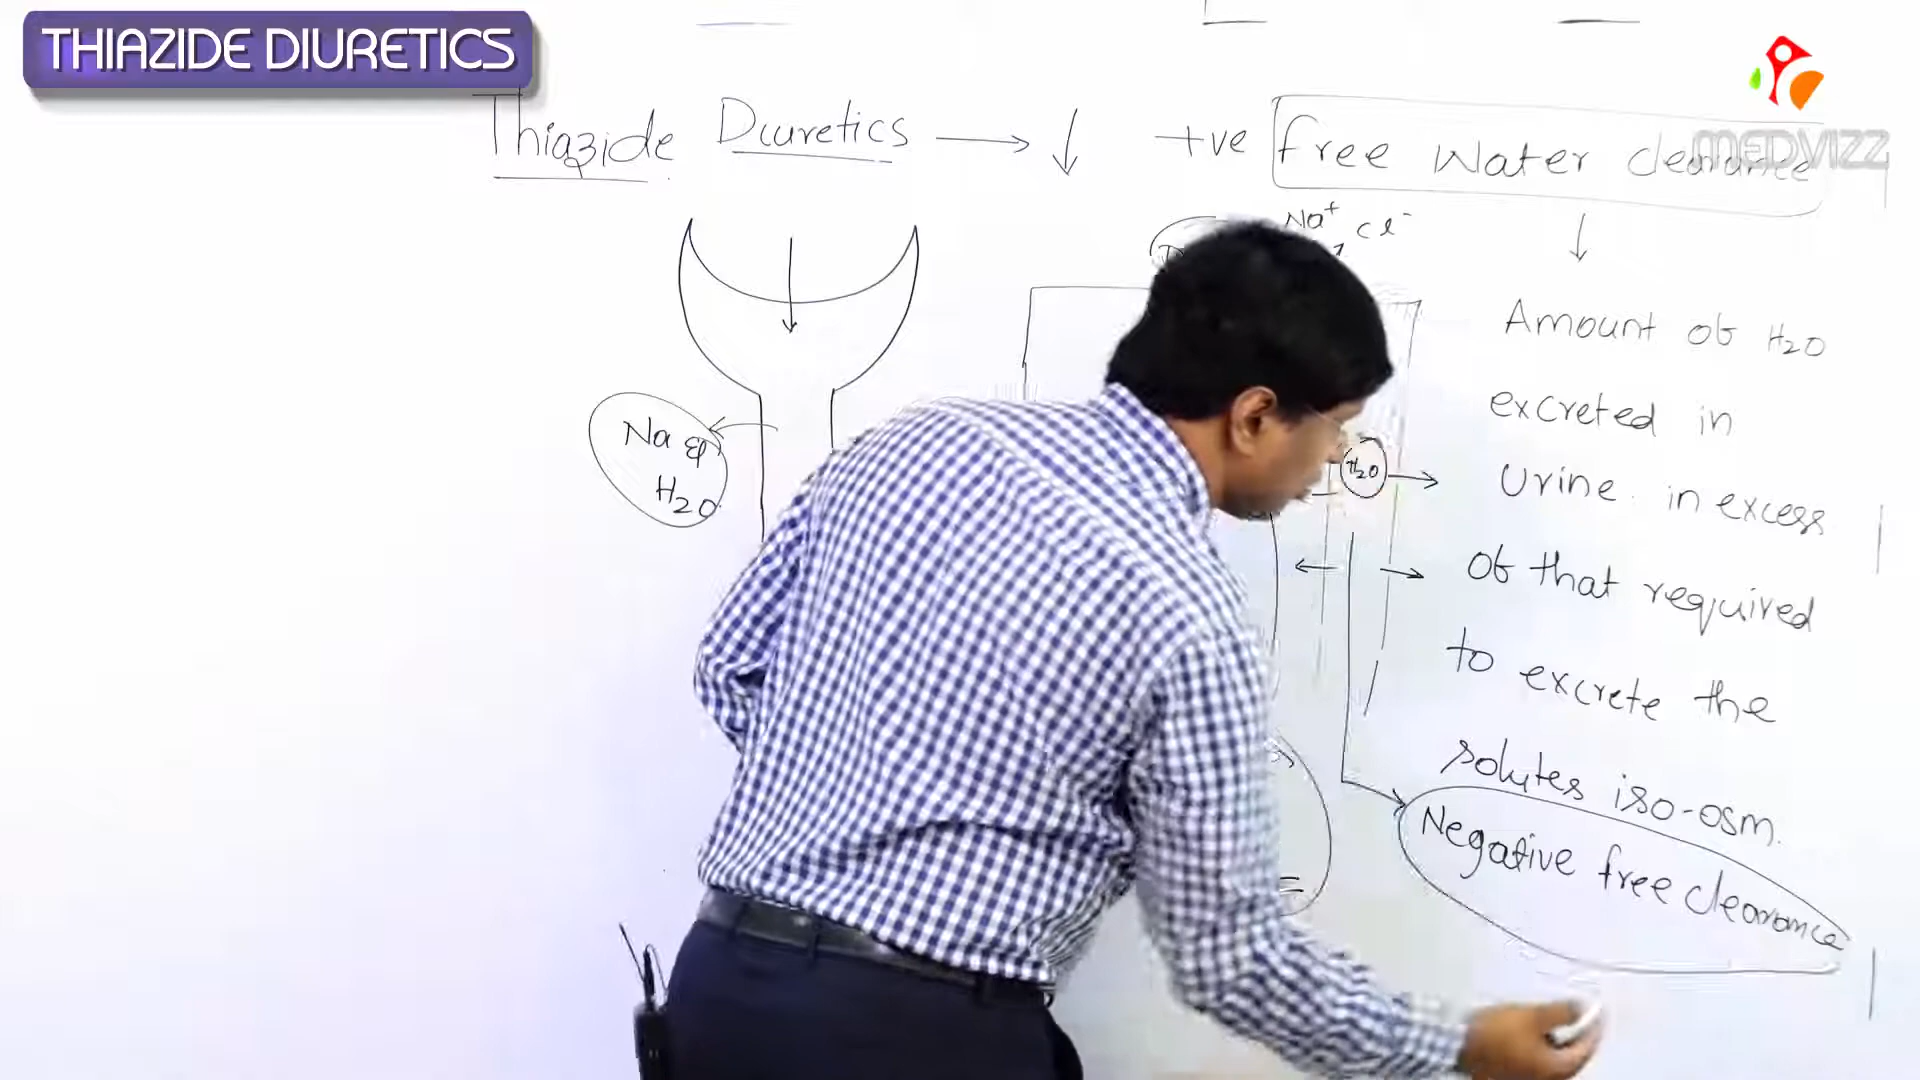 THIAZIDE DIURETICS
Thiazide Diuretics → ↓ +ve free water clearance
MEDVIZZ
Na+ Cl-
Amount of H2O
excreted in
Urine in excess
of that required
to excrete the
solutes iso-osm.
Na &
H2O
H2O
Negative free clearance